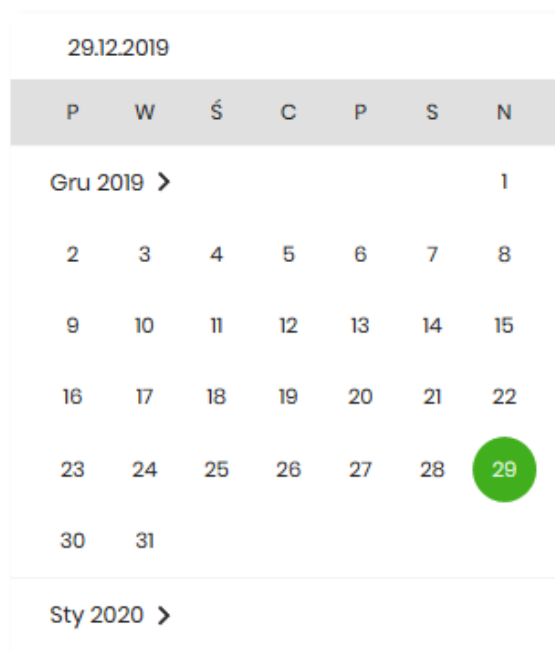 29.12.2019
P W Ś C P S N
Gru 2019 1
2 3 4 5 6 7 8
9 10 11 12 13 14 15
16 17 18 19 20 21 22
23 24 25 26 27 28 29
30 31
Sty 2020